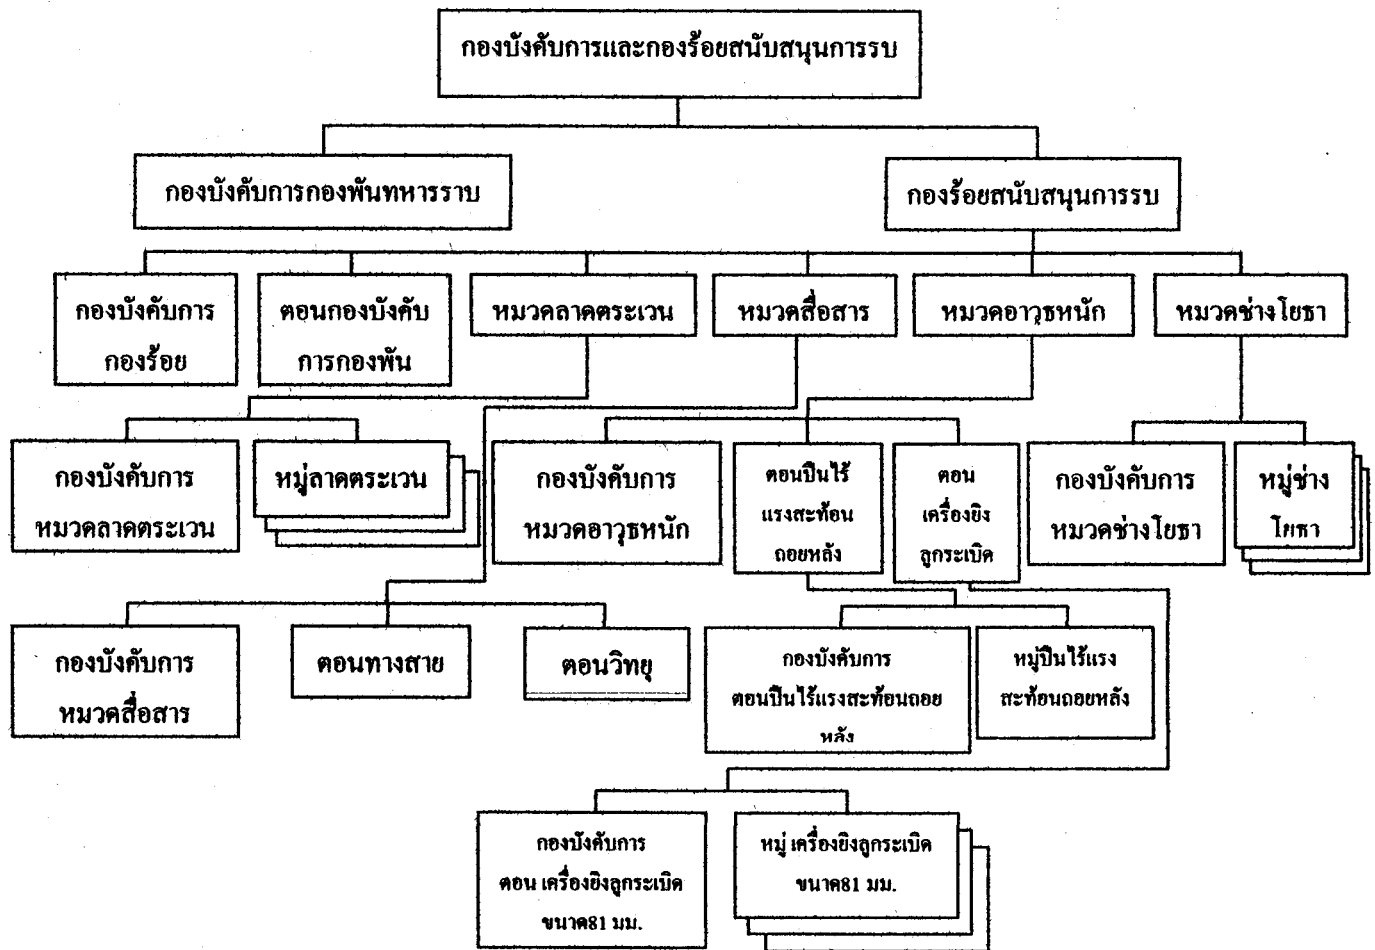 กองบังคับการและกองร้อยสนับสนุนการรบ
กองบังคับการกองพันทหารราบ
กองร้อยสนับสนุนการรบ
กองบังคับการ
กองร้อย
ตอนกองบังคับ
การกองพัน
หมวดลาดตระเวน
หมวดสื่อสาร
หมวดอาวุธหนัก
หมวดช่างโยธา
กองบังคับการ
หมวดลาดตระเวน
หมู่ลาดตระเวน
กองบังคับการ
หมวดอาวุธหนัก
ตอนปืนไร้
แรงสะท้อน
ถอยหลัง
ตอน
เครื่องยิง
ลูกระเบิด
กองบังคับการ
หมวดช่างโยธา
หมู่ช่าง
โยธา
กองบังคับการ
หมวดสื่อสาร
ตอนทางสาย
ตอนวิทยุ
กองบังคับการ
ตอนปืนไร้แรงสะท้อนถอย
หลัง
หมู่ปืนไร้แรง
สะท้อนถอยหลัง
กองบังคับการ
ตอน เครื่องยิงลูกระเบิด
ขนาด81 มม.
หมู่ เครื่องยิงลูกระเบิด
ขนาด81 มม.